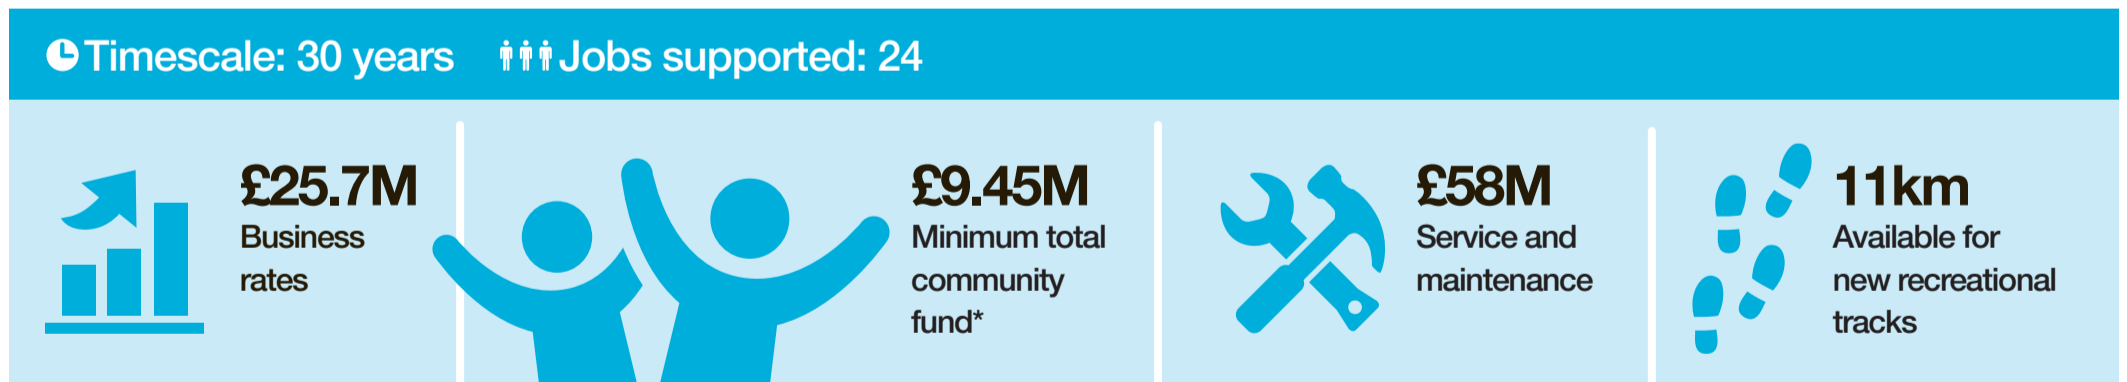 Timescale: 30 years
Jobs supported: 24
£25.7M
Business
rates
£9.45M
Minimum total
community
fund*
£58M
Service and
maintenance
11km
Available for
new recreational
tracks